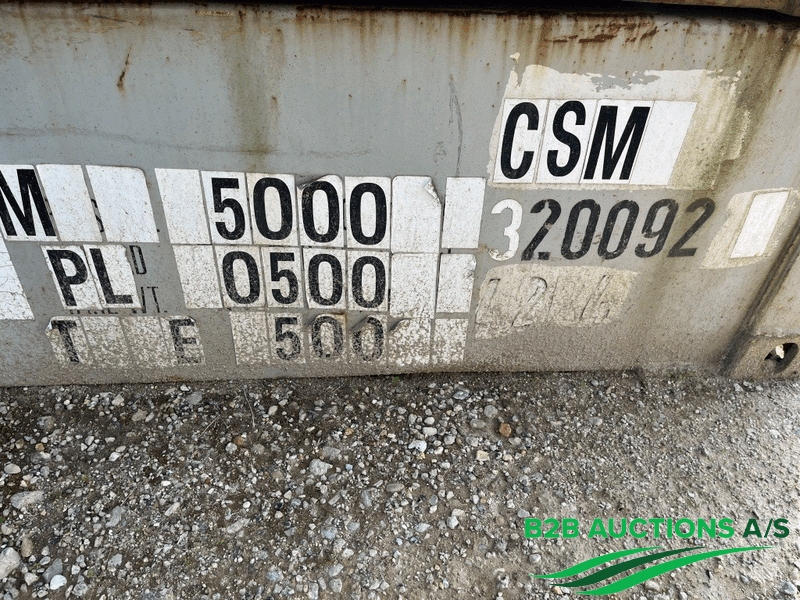 CSM
M 5000
320092
PL 0500
T E 500
B2B AUCTIONS A/S